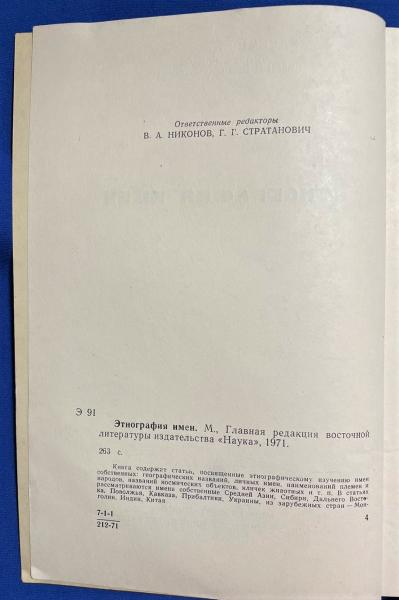 Ответственные редакторы
В. А. НИКОНОВ, Г. Г. СТРАТАНОВИЧ
Э 91
Этнография имен. М., Главная редакция восточной
литературы издательства «Наука», 1971.
263 с.
Книга содержит статьи, посвященные этнографическому изучению имен
собственных: географических названий, личных имен, наименований племен и
народов, названий космических объектов, кличек животных и т. п. В статьях
рассматриваются имена собственные Средней Азии, Сибири, Дальнего Восто-
ка, Поволжья, Кавказа, Прибалтики, Украины, из зарубежных стран — Мон-
голии, Индии, Китая
7-1-1
212-71
4